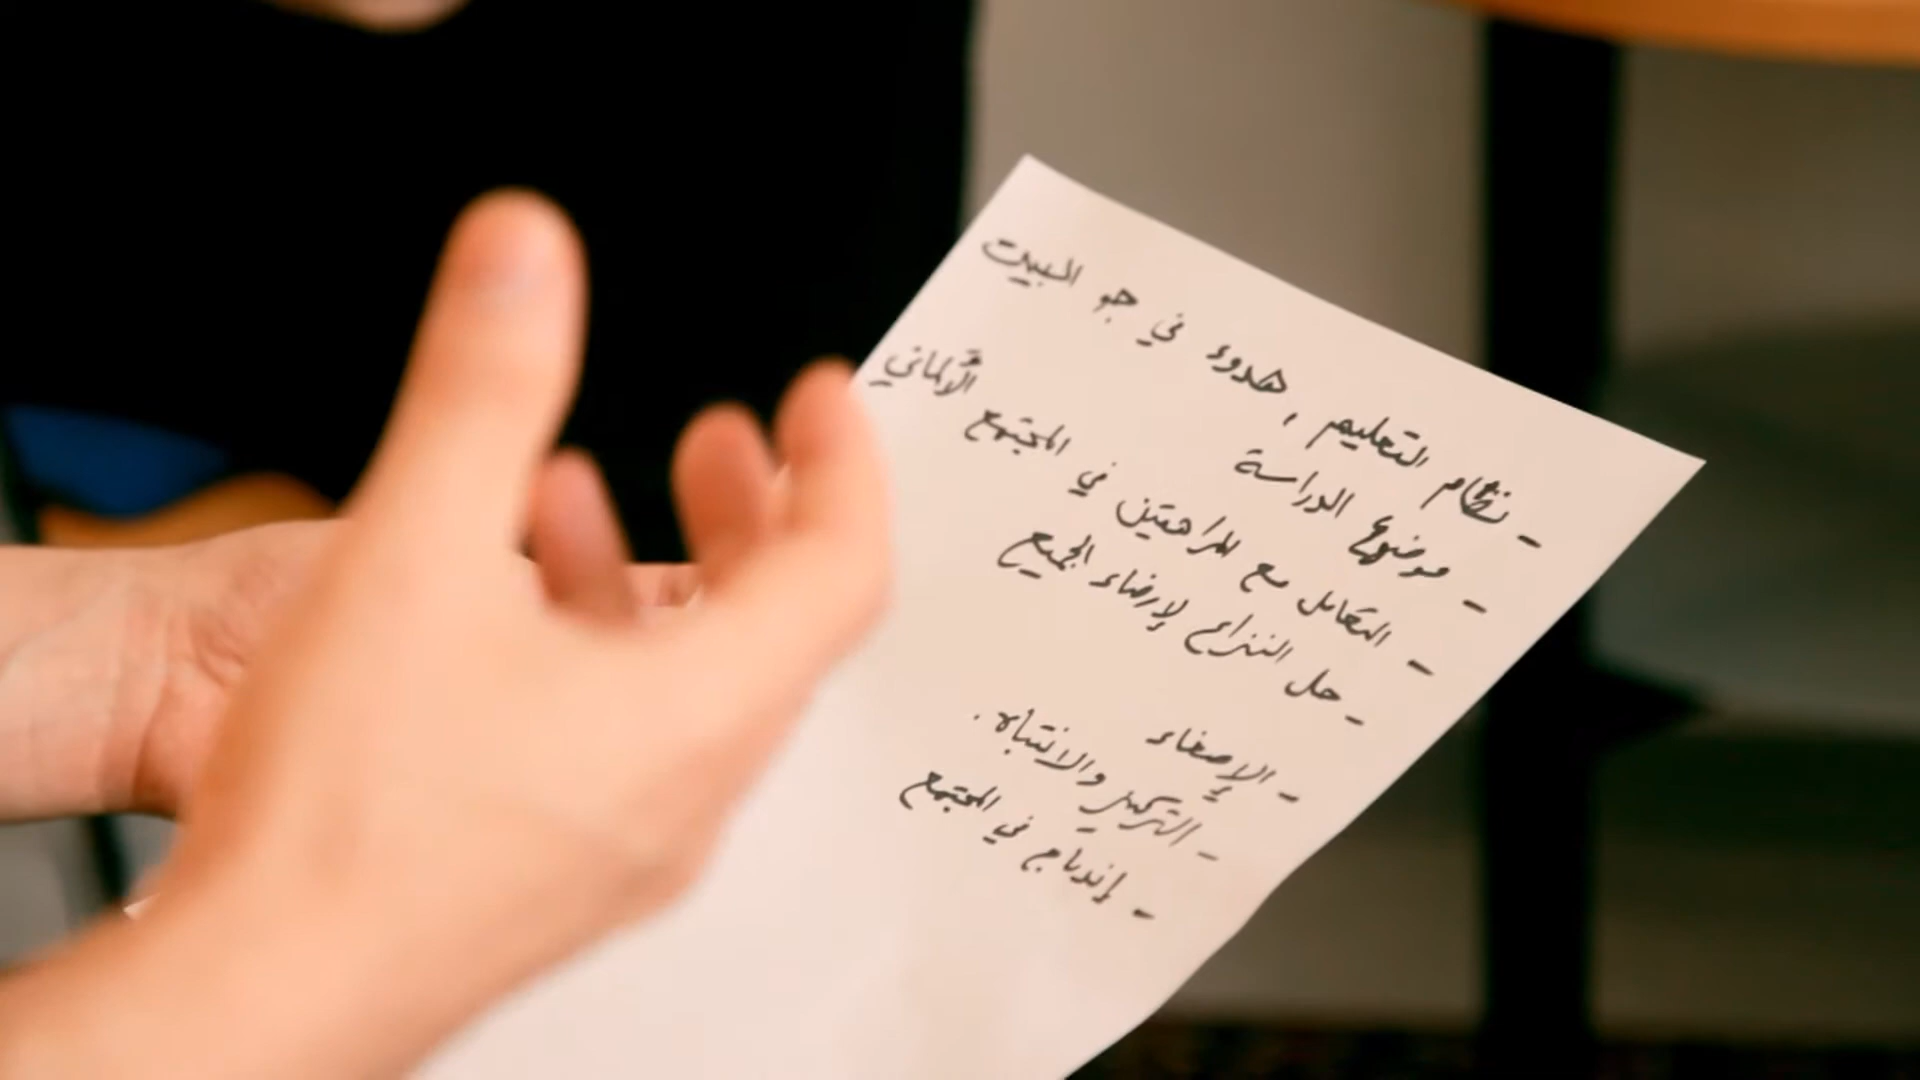 - نظام التعليم , هدوء في جو البيت
- موضوع الدراسة
- التعامل مع المراهقين في المجتمع الألماني
- حل النزاع لإرضاء الجميع
- الإصغاء
- التركيز والانتباه .
- إندماج في المجتمع